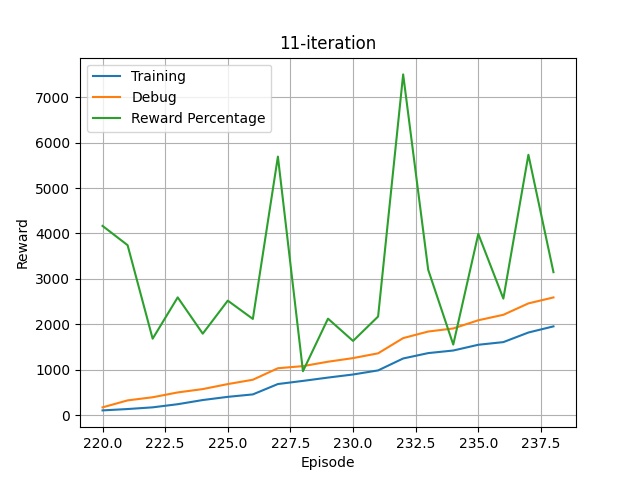 11-iteration
Training
Debug
Reward Percentage
7000
6000
5000
4000
3000
2000
1000
0
Reward
220.0 222.5 225.0 227.5 230.0 232.5 235.0 237.5
Episode